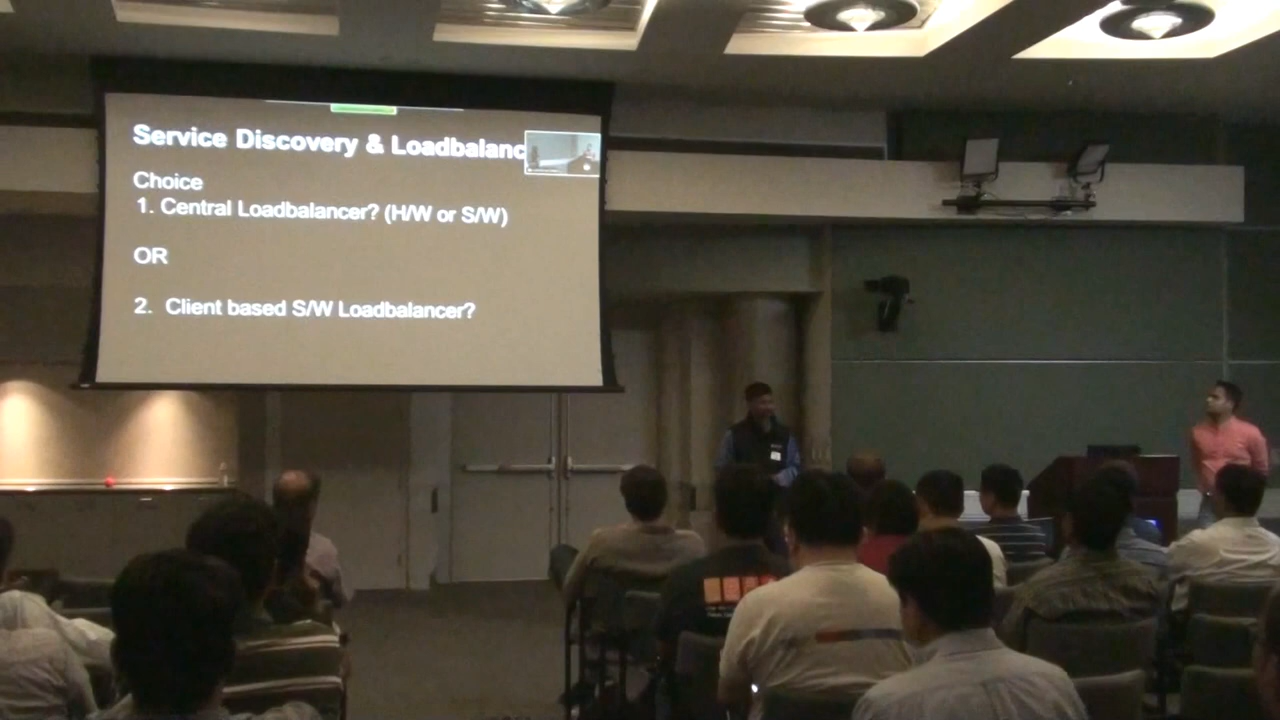 Service Discovery & Loadbalanc
Choice
1. Central Loadbalancer? (H/W or S/W)
OR
2. Client based S/W Loadbalancer?